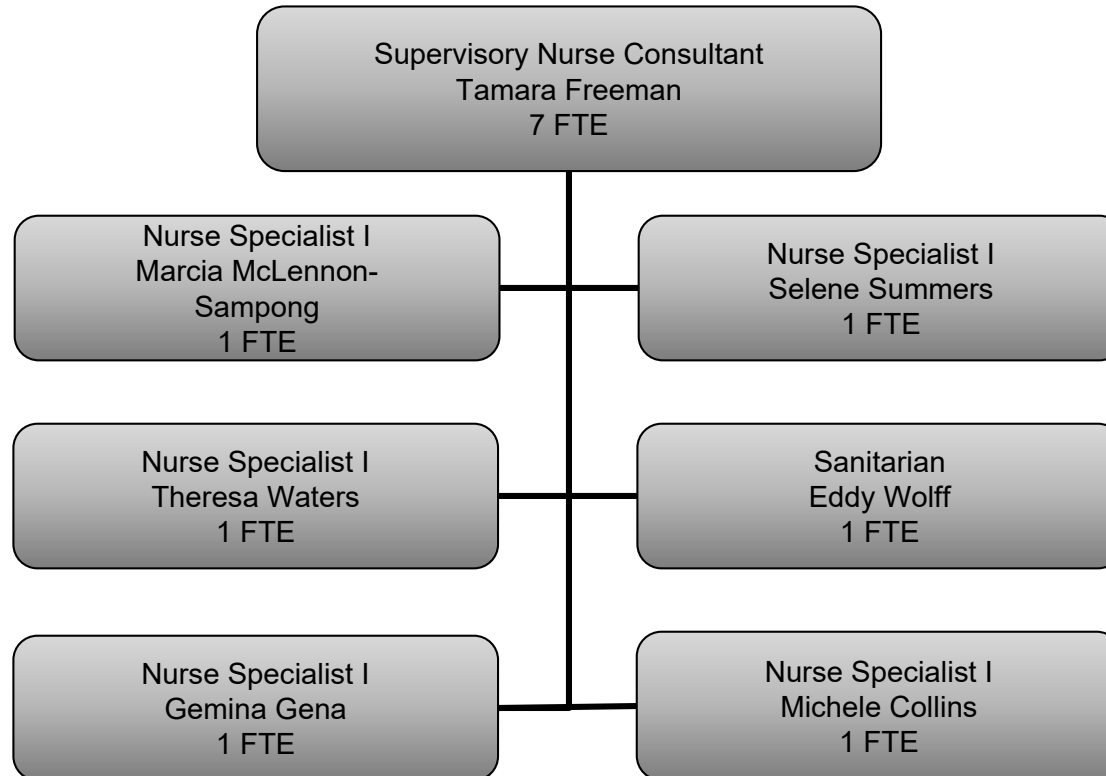 Supervisory Nurse Consultant
Tamara Freeman
7 FTE
Nurse Specialist I
Marcia McLennon-
Sampong
1 FTE
Nurse Specialist I
Selene Summers
1 FTE
Nurse Specialist I
Theresa Waters
1 FTE
Sanitarian
Eddy Wolff
1 FTE
Nurse Specialist I
Gemina Gena
1 FTE
Nurse Specialist I
Michele Collins
1 FTE